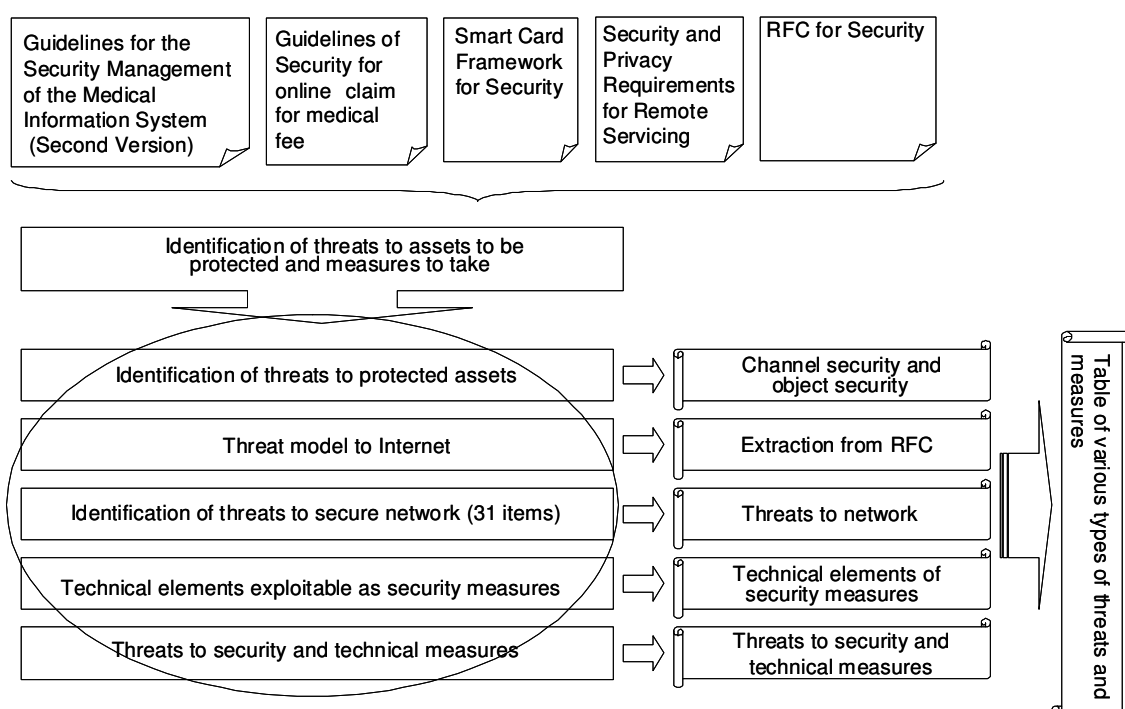 Guidelines for the
Security Management
of the Medical
Information System
(Second Version)
Guidelines of
Security for
online claim
for medical
fee
Smart Card
Framework
for Security
Security and
Privacy
Requirements
for Remote
Servicing
RFC for Security
Identification of threats to assets to be
protected and measures to take
Identification of threats to protected assets
Channel security and
object security
Threat model to Internet
Extraction from RFC
Identification of threats to secure network (31 items)
Threats to network
Technical elements exploitable as security measures
Technical elements of
security measures
Threats to security and technical measures
Threats to security and
technical measures
Table of various types of threats and
measures